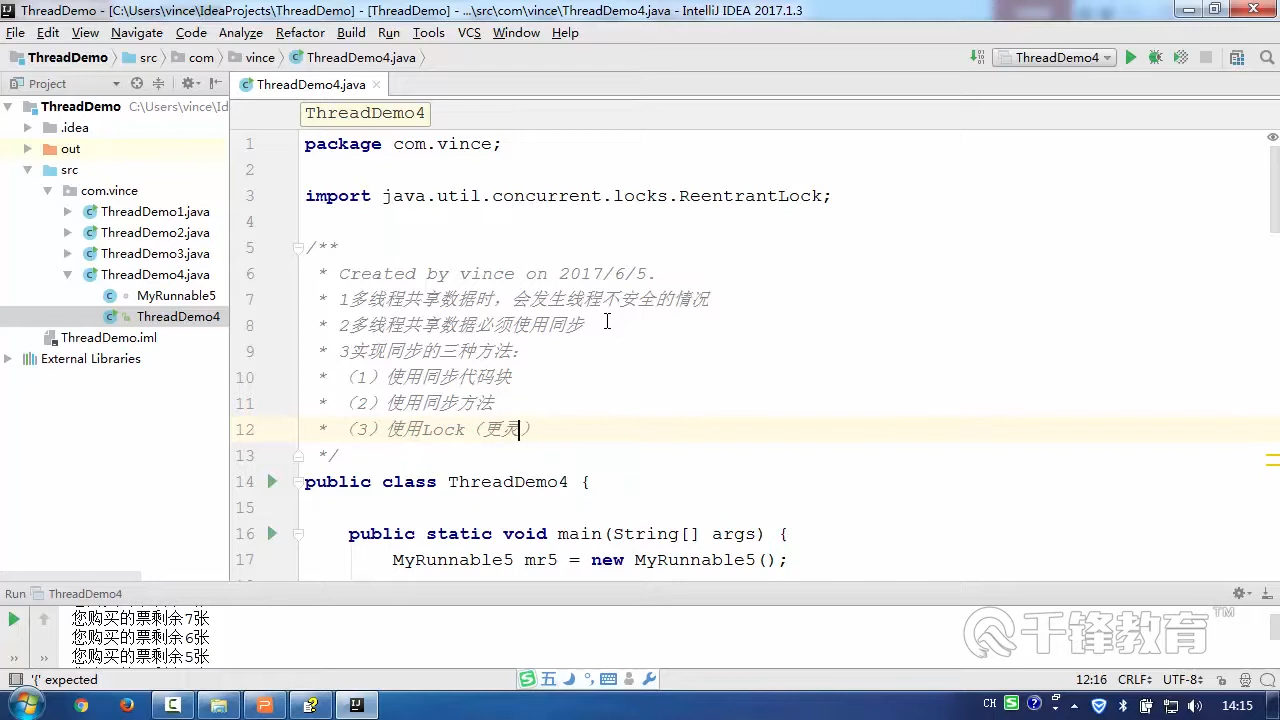 ThreadDemo - [C:\Users\vince\IdeaProjects\ThreadDemo] - [ThreadDemo] - ...\src\com\vince\ThreadDemo4.java - IntelliJ IDEA 2017.1.3
File Edit View Navigate Code Analyze Refactor Build Run Tools VCS Window Help
ThreadDemo src com vince ThreadDemo4.java ThreadDemo4
Project ThreadDemo4.java
ThreadDemo C:\Users\vince\Id
ThreadDemo4
.idea
out
src
com.vince
ThreadDemo1.java
ThreadDemo2.java
ThreadDemo3.java
ThreadDemo4.java
MyRunnable5
ThreadDemo4
ThreadDemo.iml
External Libraries
1 package com.vince;
2
3 import java.util.concurrent.locks.ReentrantLock;
4
5 /**
6 * Created by vince on 2017/6/5.
7 * 1多线程共享数据时，会发生线程不安全的情况
8 * 2多线程共享数据必须使用同步
9 * 3实现同步的三种方法：
10 * （1）使用同步代码块
11 * （2）使用同步方法
12 * （3）使用Lock（更灵）
13 */
14 public class ThreadDemo4 {
15
16 public static void main(String[] args) {
17 MyRunnable5 mr5 = new MyRunnable5();
Run ThreadDemo4
您购买的票剩余7张
您购买的票剩余6张
您购买的票剩余5张
千锋教育™
'(' expected 五 12:16 CRLF UTF-8
CH 14:15